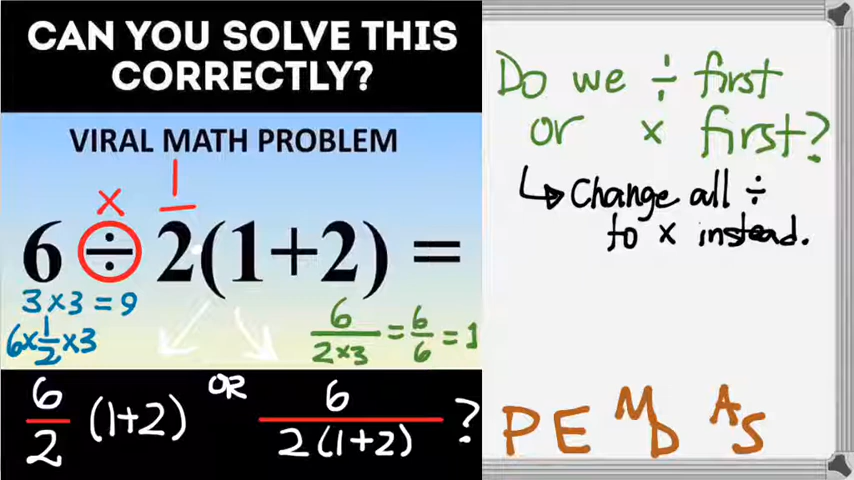 CAN YOU SOLVE THIS
CORRECTLY?
VIRAL MATH PROBLEM
× 1
6 ÷ 2(1+2) =
3×3=9
6×1/2×3
6/(2×3) = 6/6 = 1
6/2 (1+2) OR 6/(2(1+2)) ?
Do we ÷ first
or × first?
↳ Change all ÷
to × instead.
PEMDAS